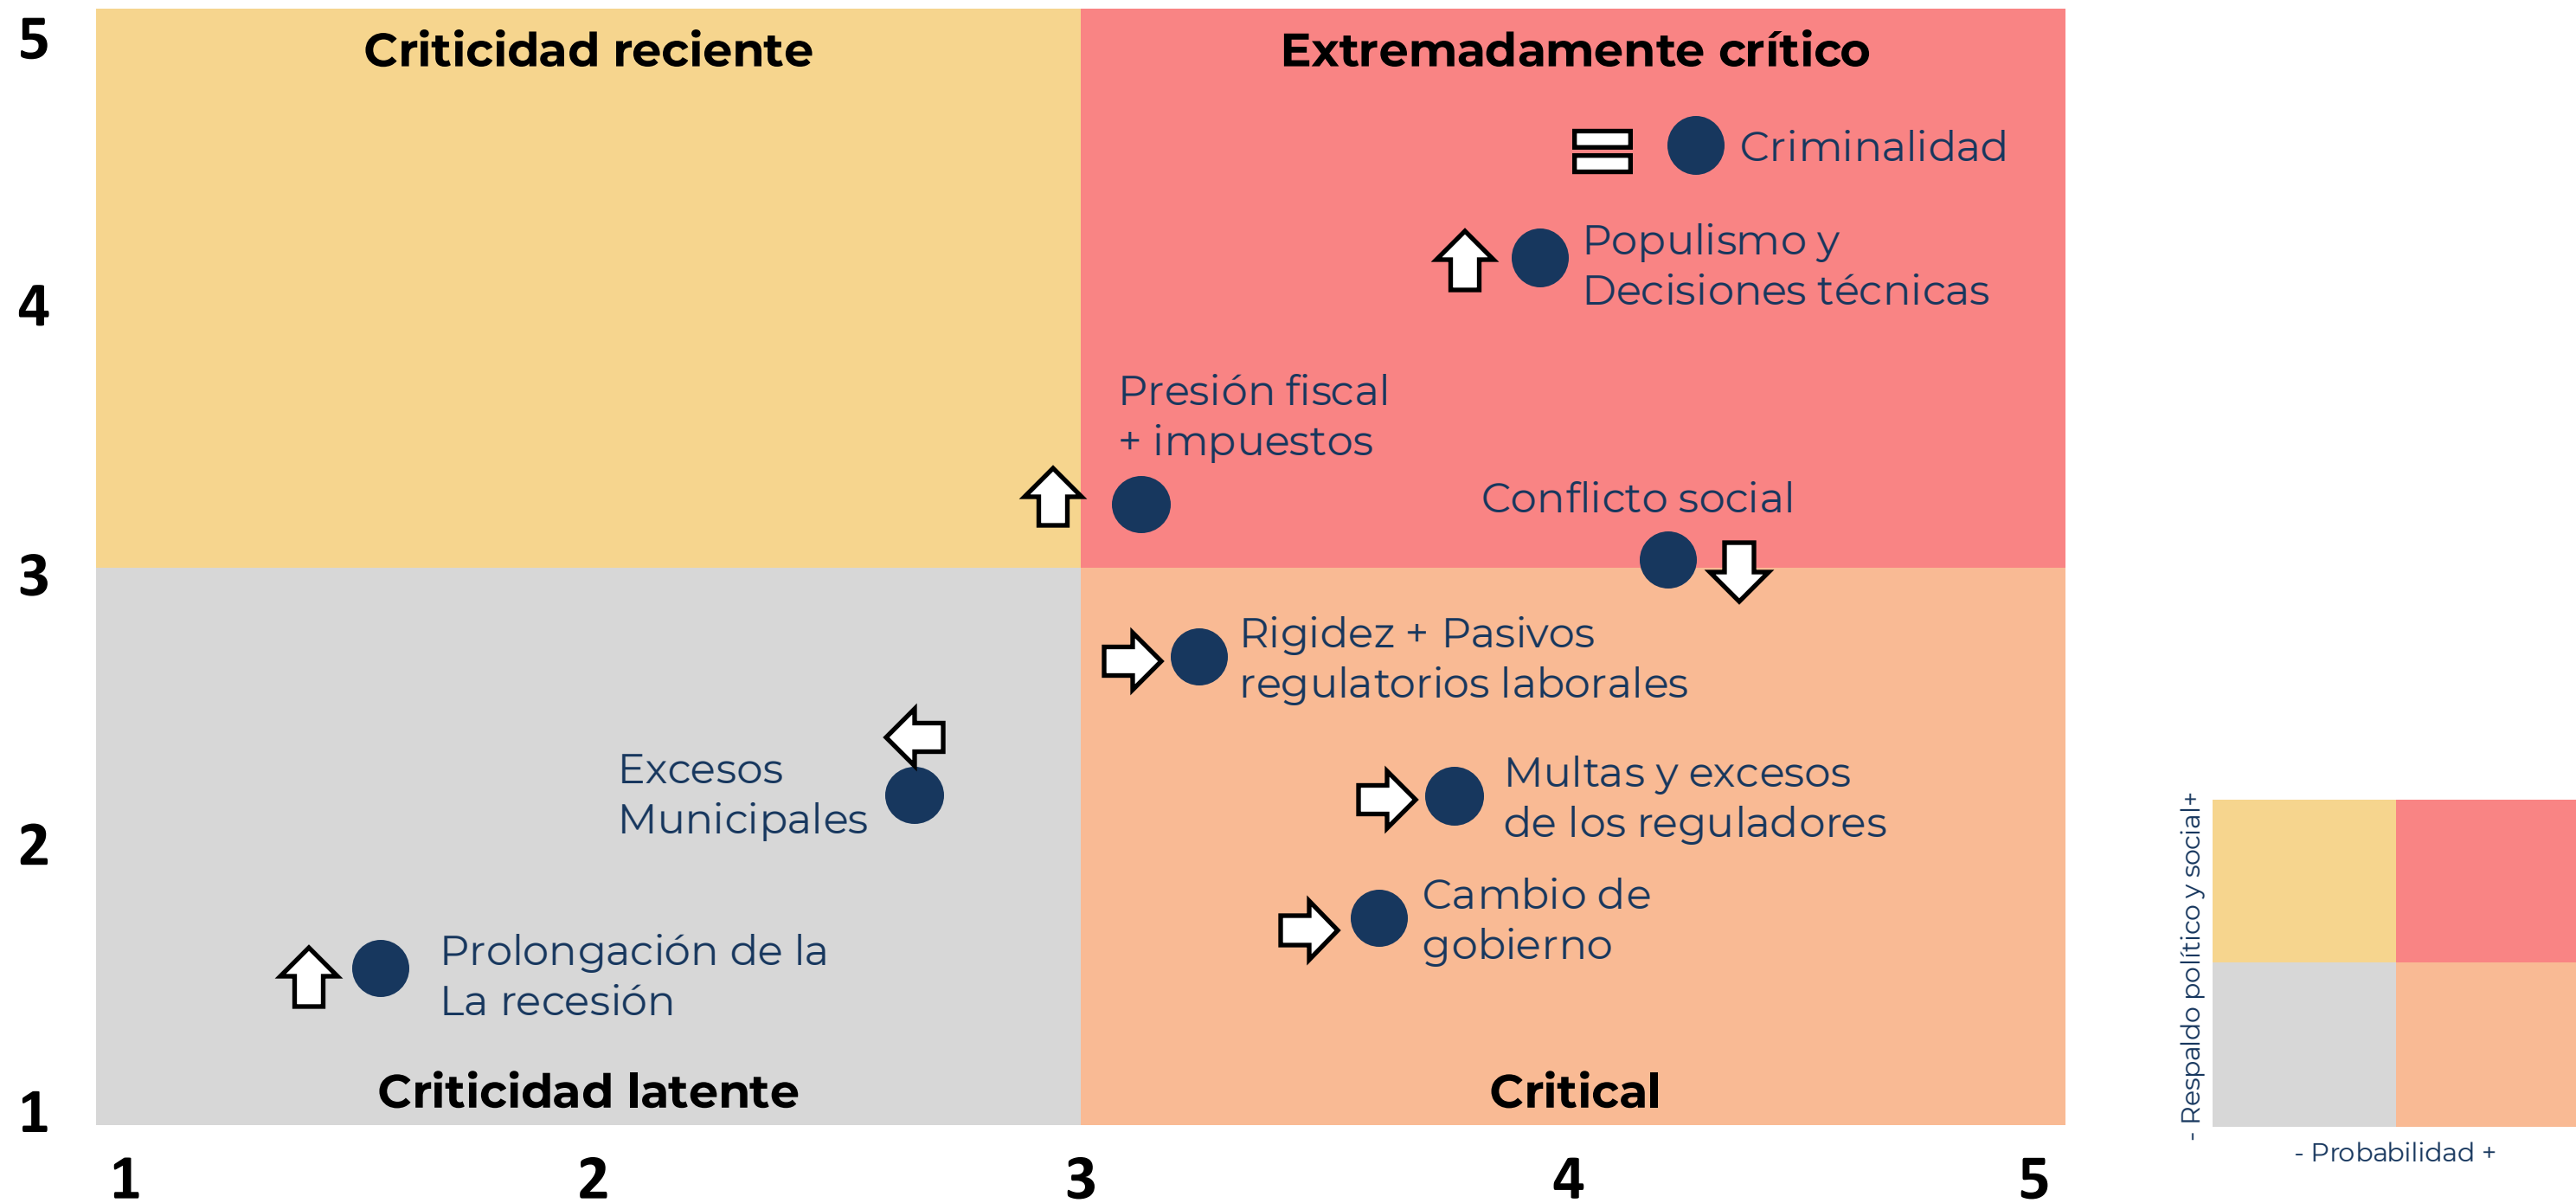 5
Criticidad reciente
Extremadamente crítico
Criminalidad
Populismo y
Decisiones técnicas
4
Presión fiscal
+ impuestos
Conflicto social
3
Rigidez + Pasivos
regulatorios laborales
Excesos
Municipales
Multas y excesos
de los reguladores
2
Cambio de
gobierno
Prolongación de la
La recesión
Criticidad latente
Critical
1
1
2
3
4
5
- Respaldo político y social+
- Probabilidad +